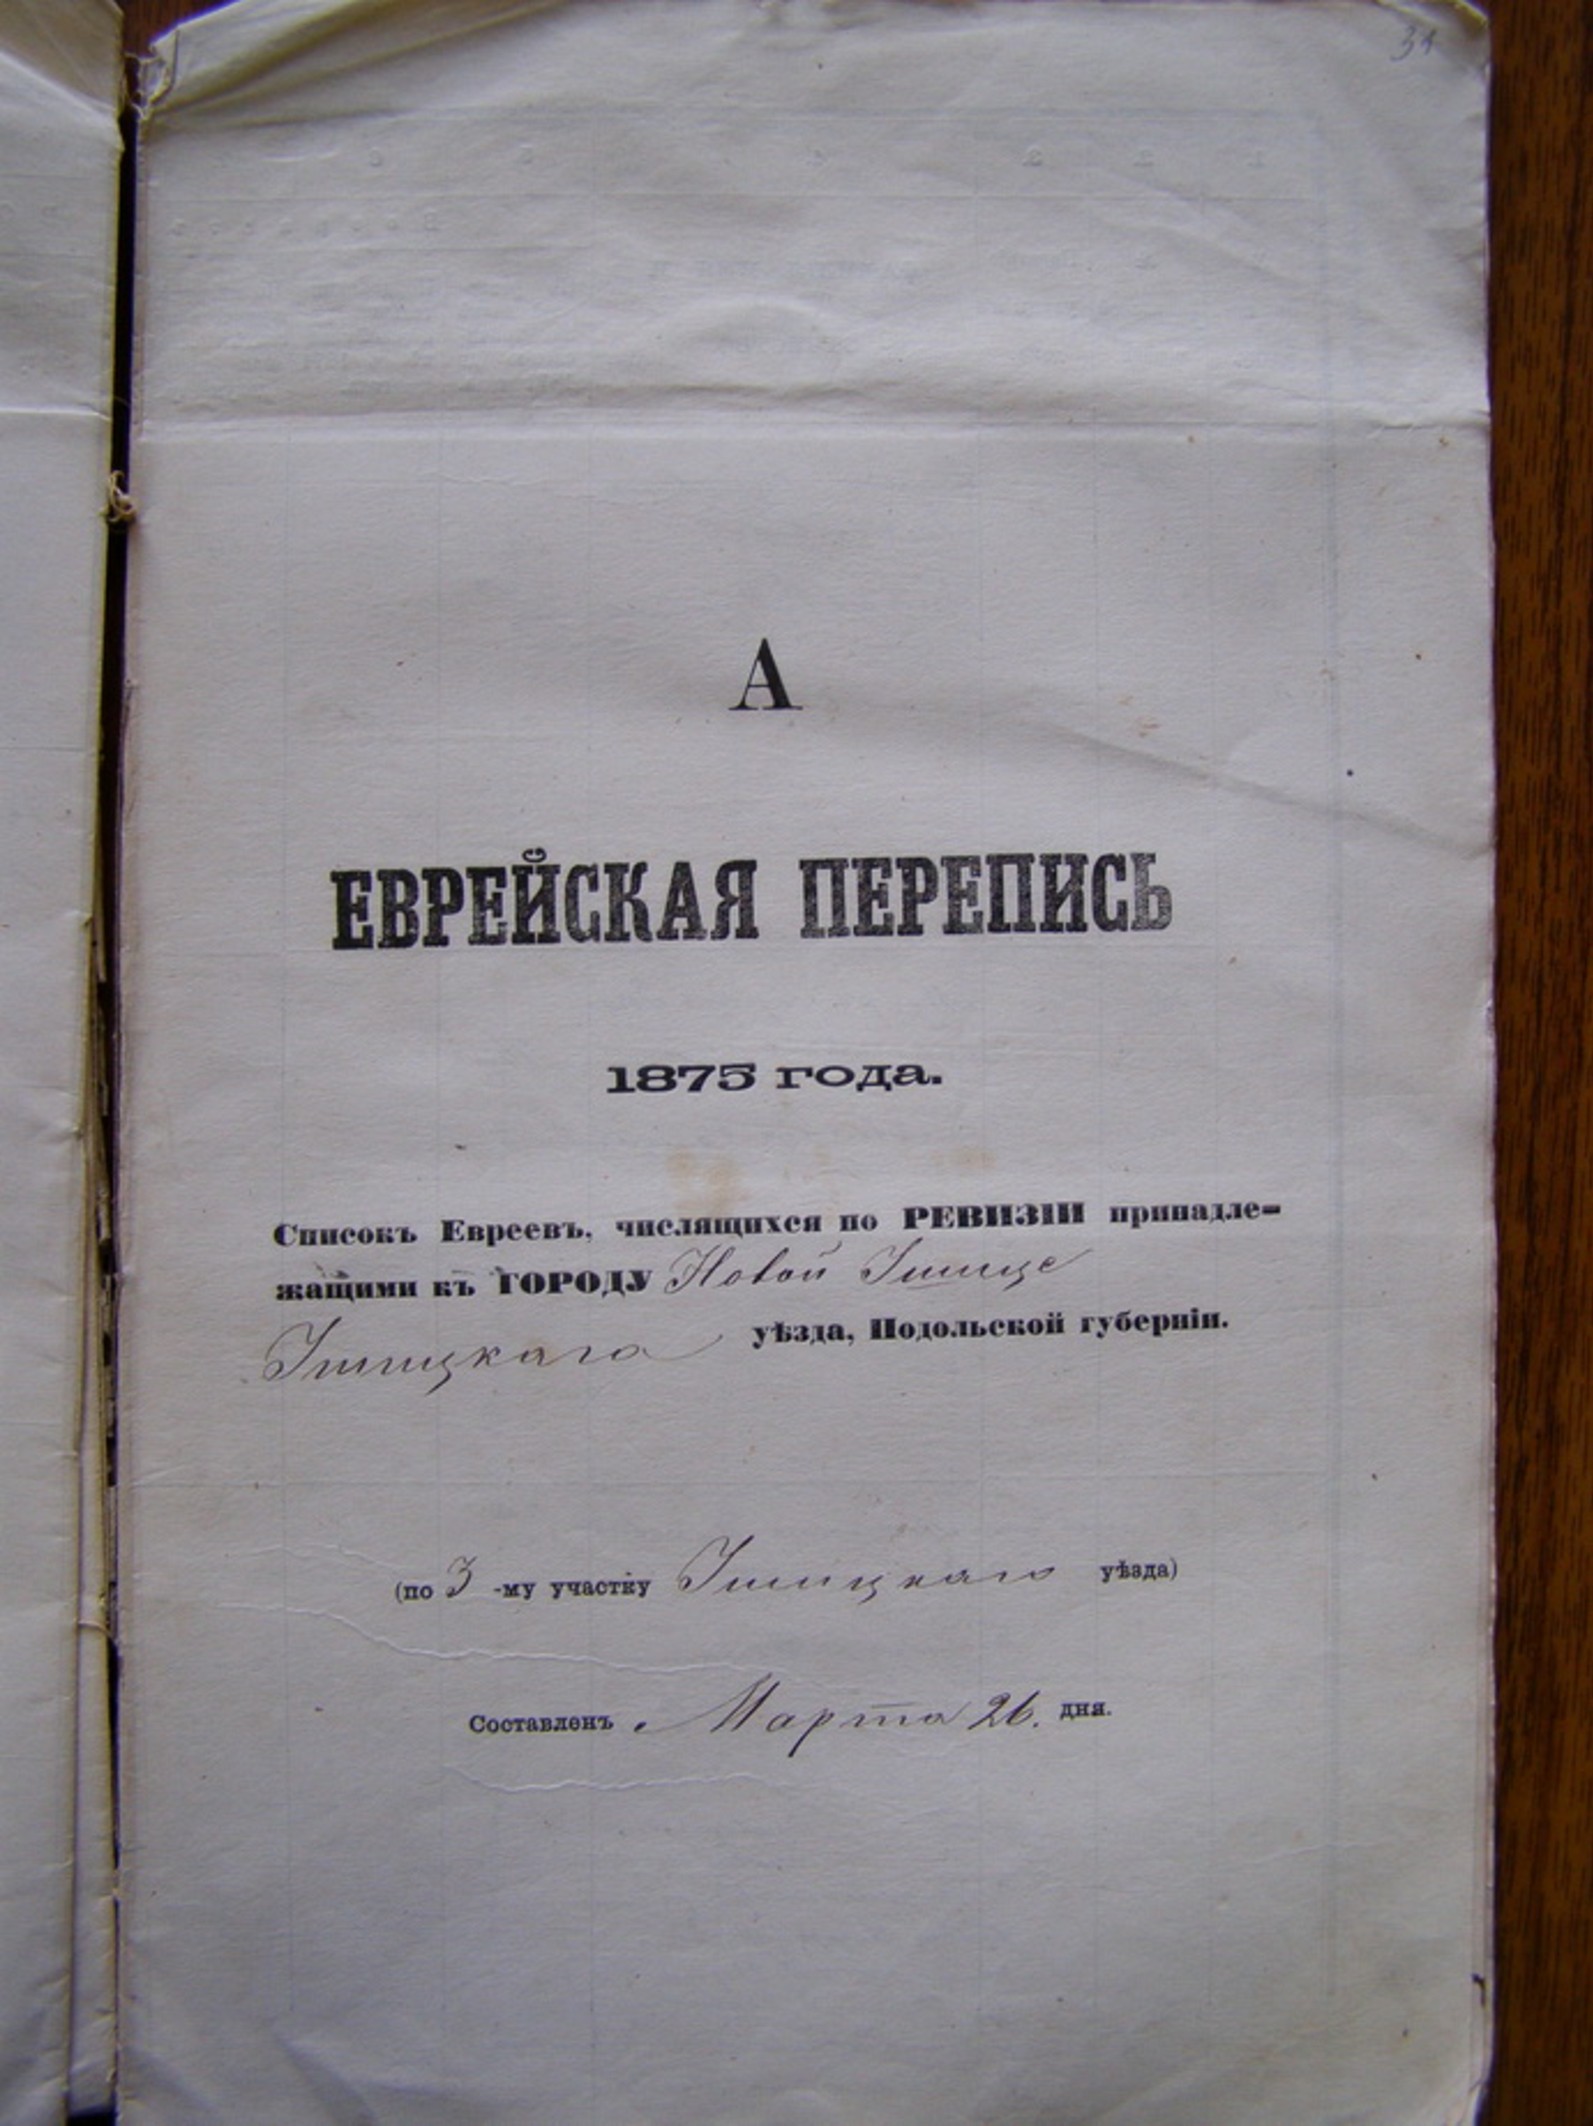 А
ЕВРЕЙСКАЯ ПЕРЕПИСЬ
1875 года.
Списокъ Евреевъ, числящихся по РЕВИЗІИ принадле=
жащими къ ГОРОДУ Новой Ушице
Ушицкаго уѣзда, Подольской губерніи.
(по 3 -му участку Ушицкаго уѣзда)
Составленъ Марта 26. дня.